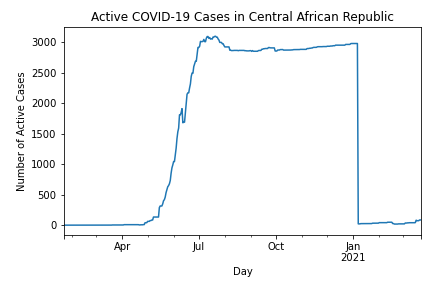 Active COVID-19 Cases in Central African Republic
3000
2500
2000
1500
1000
500
0
Number of Active Cases
Apr
Jul
Oct
Jan
2021
Day